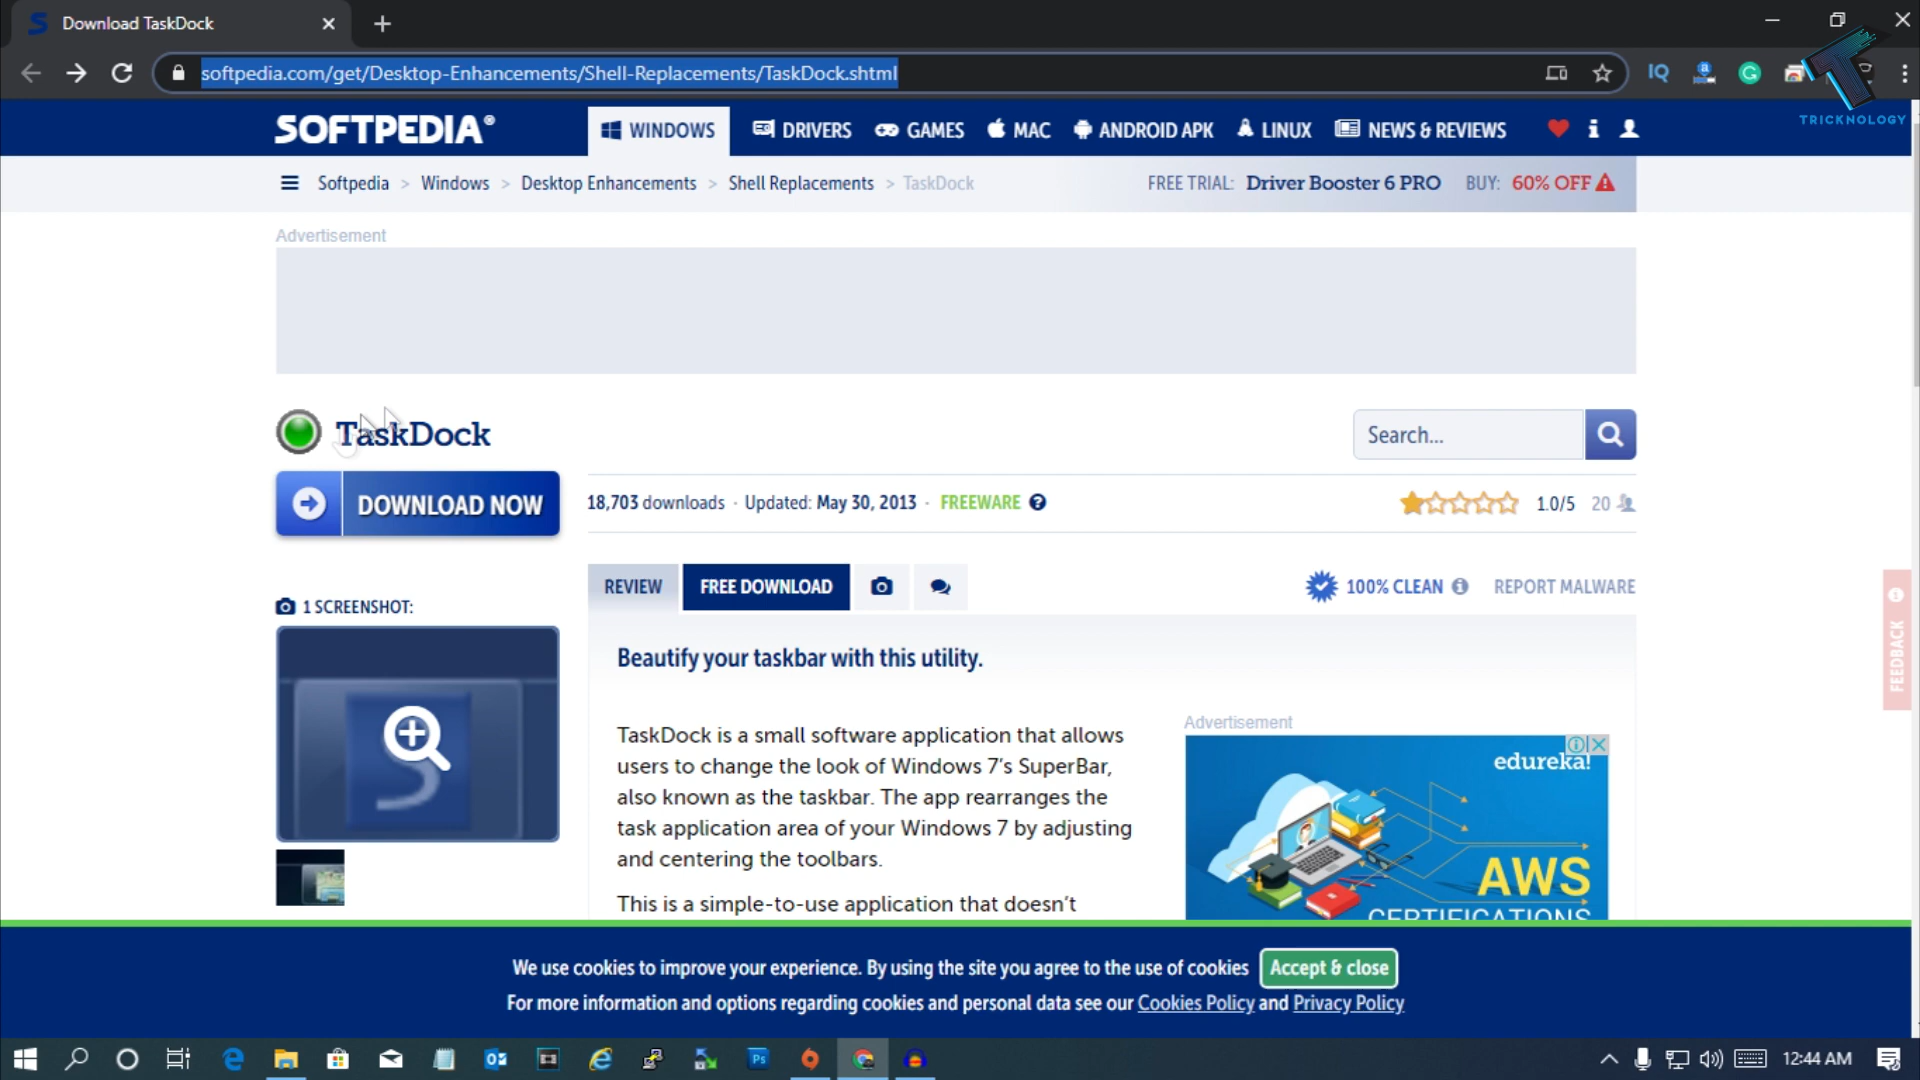 Download TaskDock
softpedia.com/get/Desktop-Enhancements/Shell-Replacements/TaskDock.shtml
IQ
TRICKNOLOGY
SOFTPEDIA®
WINDOWS
DRIVERS
GAMES
MAC
ANDROID APK
LINUX
NEWS & REVIEWS
Softpedia > Windows > Desktop Enhancements > Shell Replacements > TaskDock
FREE TRIAL: Driver Booster 6 PRO BUY: 60% OFF
Advertisement
TaskDock
Search...
DOWNLOAD NOW
18,703 downloads · Updated: May 30, 2013 · FREEWARE
1.0/5 20
REVIEW
FREE DOWNLOAD
100% CLEAN
REPORT MALWARE
1 SCREENSHOT:
Beautify your taskbar with this utility.
TaskDock is a small software application that allows
users to change the look of Windows 7's SuperBar,
also known as the taskbar. The app rearranges the
task application area of your Windows 7 by adjusting
and centering the toolbars.
This is a simple-to-use application that doesn't
Advertisement
edureka!
AWS
CERTIFICATIONS
FEEDBACK
We use cookies to improve your experience. By using the site you agree to the use of cookies
Accept & close
For more information and options regarding cookies and personal data see our Cookies Policy and Privacy Policy
Ps
12:44 AM